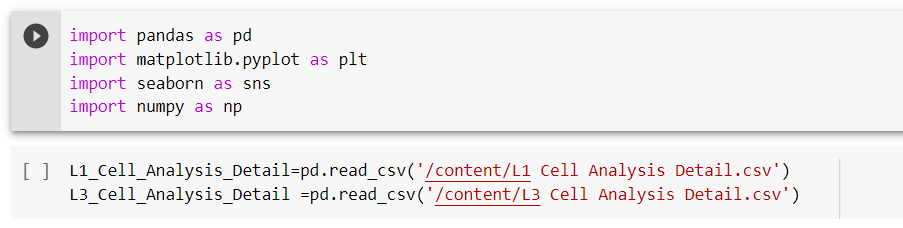 import pandas as pd
import matplotlib.pyplot as plt
import seaborn as sns
import numpy as np
[ ] L1_Cell_Analysis_Detail=pd.read_csv('/content/L1 Cell Analysis Detail.csv')
L3_Cell_Analysis_Detail =pd.read_csv('/content/L3 Cell Analysis Detail.csv')